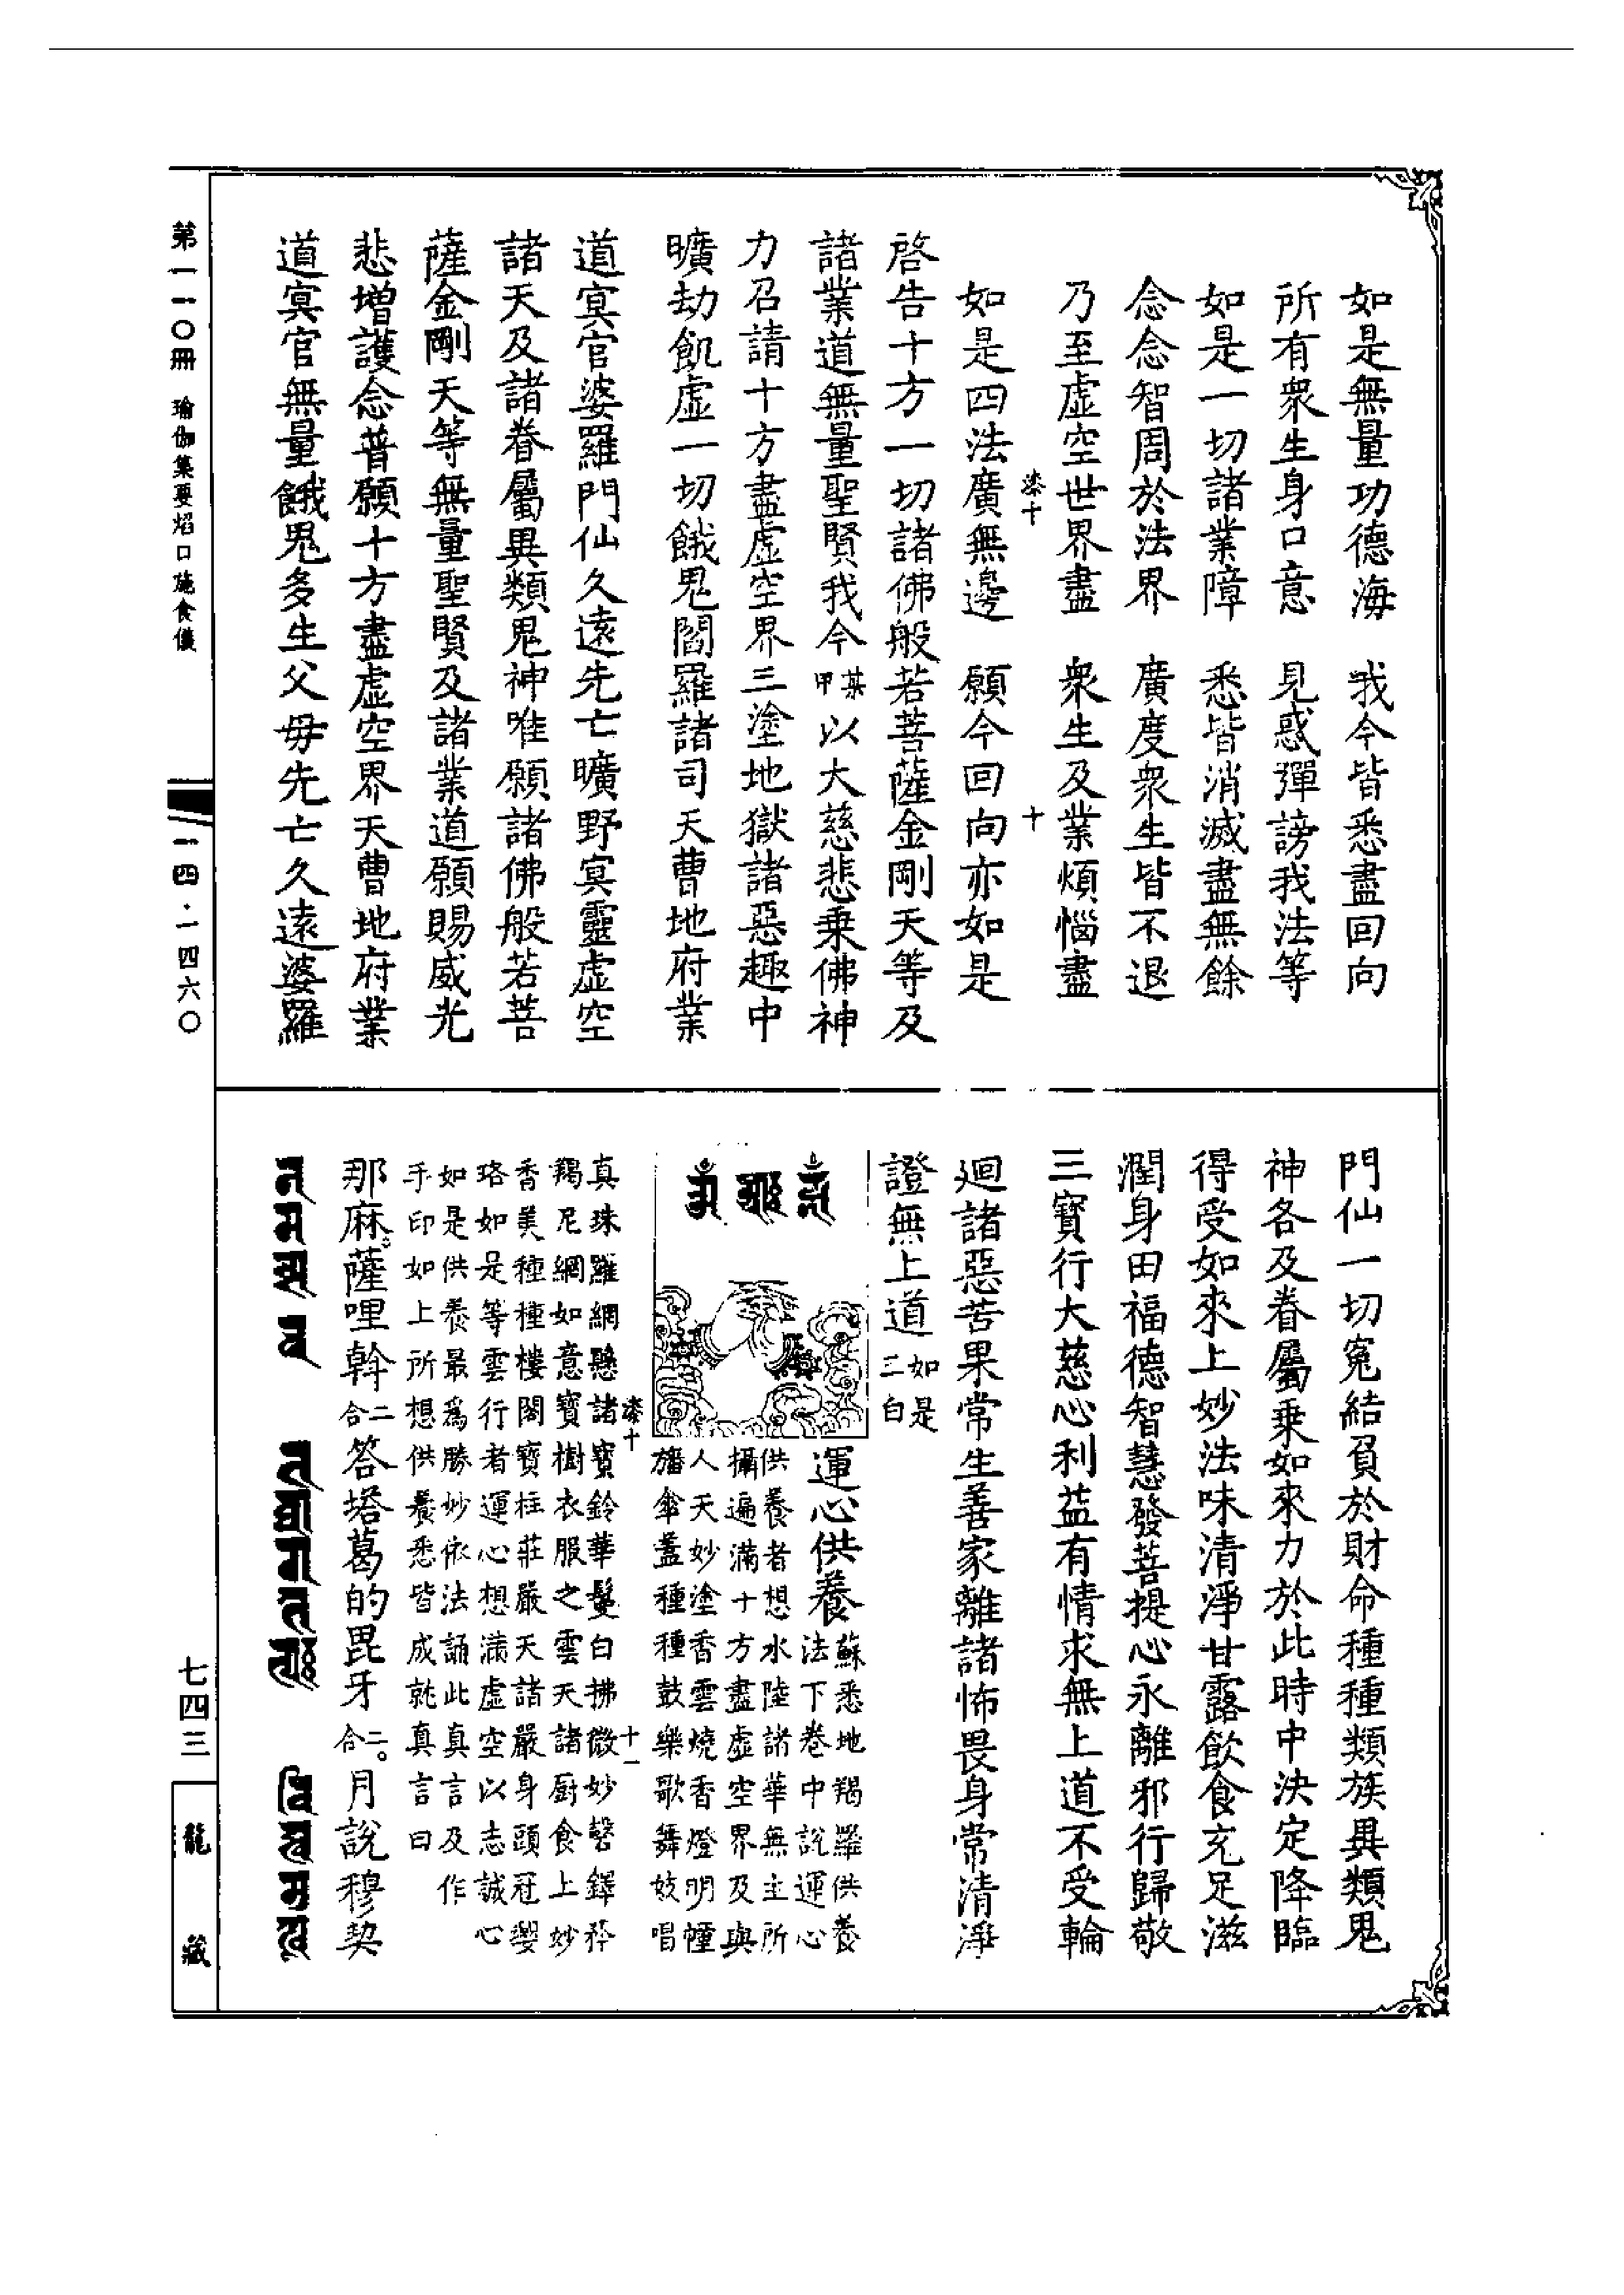 如是無量功德海　我今皆悉盡回向
所有衆生身口意　見惑彈謗我法等
如是一切諸業障　悉皆消滅盡無餘
念念智周於法界　廣度衆生皆不退
乃至虛空世界盡　衆生及業煩惱盡
漆十　十
如是四法廣無邊　願今回向亦如是
啓告十方一切諸佛般若菩薩金剛天等及
諸業道無量聖賢我今某甲以大慈悲乗佛神
力召請十方盡虛空界三塗地獄諸惡趣中
曠劫飢虛一切餓鬼閻羅諸司天曹地府業
道冥官婆羅門仙久遠先亡曠野冥靈虛空
諸天及諸眷屬異類鬼神唯願諸佛般若菩
薩金剛天等無量聖賢及諸業道願賜威光
悲增護念普願十方盡虛空界天曹地府業
道冥官無量餓鬼多生父母先亡久遠婆羅
門仙一切寃結負於財命種種類族異類鬼
神各及眷屬乗如來力於此時中決定降臨
得受如來上妙法味清淨甘露飲食充足滋
潤身田福德智慧發菩提心永離邪行歸敬
三寶行大慈心利益有情求無上道不受輪
迴諸惡苦果常生善家離諸怖畏身常清淨
證無上道如是三白
運心供養蘇悉地羯羅供養
法下卷中說運心
供養者想水陸諸華無主所
攝遍滿十方盡虛空界及與
人天妙塗香雲燒香燈明幢
旛傘蓋種種鼓樂歌舞妓唱
漆十　十一
真珠羅網懸諸寶鈴華鬘白拂微妙磬鐸矜
羯尼網如意寶樹衣服之雲天諸廚食上妙
香美種種樓閣寶柱莊嚴天諸嚴身頭冠瓔
珞如是等雲行者運心想滿虛空以志誠心
如是供養最爲勝妙依法誦此真言及作
手印如上所想供養悉皆成就真言曰
那麻薩哩斡二合答塔葛的毘牙二合月說穆契
第一一〇冊　瑜伽集要焰口施食儀
一四·一四六〇
七四三
龍藏